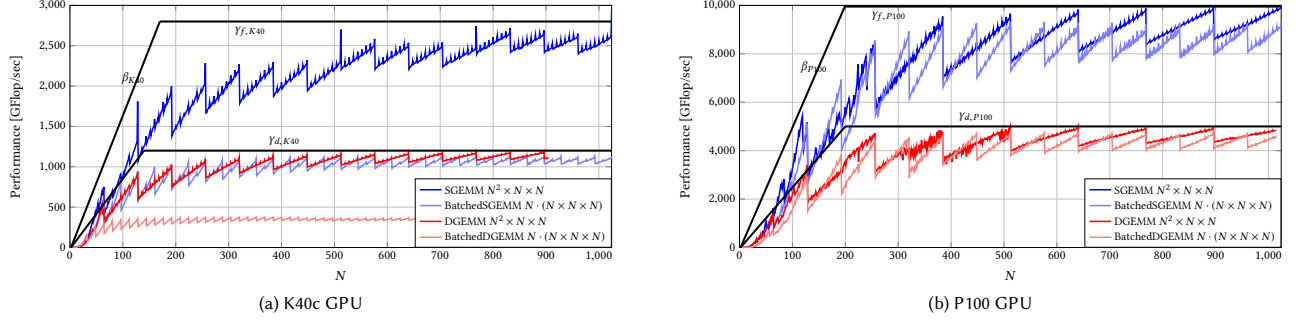 3,000
2,500
2,000
1,500
1,000
500
0
Performance [GFlop/sec]
γf,K40
βK40
γd,K40
SGEMM N² × N × N
BatchedSGEMM N · (N × N × N)
DGEMM N² × N × N
BatchedDGEMM N · (N × N × N)
0 100 200 300 400 500 600 700 800 900 1,000
N
(a) K40c GPU
10,000
8,000
6,000
4,000
2,000
0
Performance [GFlop/sec]
γf,P100
βP100
γd,P100
SGEMM N² × N × N
BatchedSGEMM N · (N × N × N)
DGEMM N² × N × N
BatchedDGEMM N · (N × N × N)
0 100 200 300 400 500 600 700 800 900 1,000
N
(b) P100 GPU